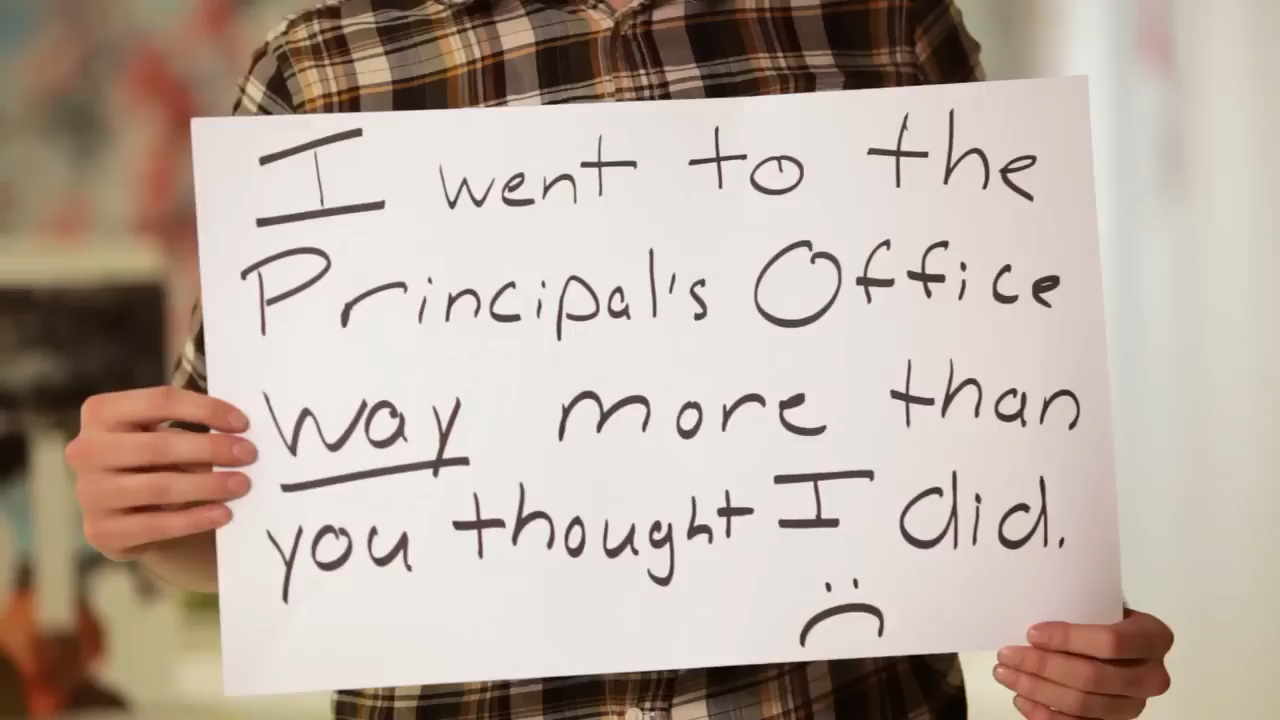 I went to the
Principal's Office
way more than
you thought I did.